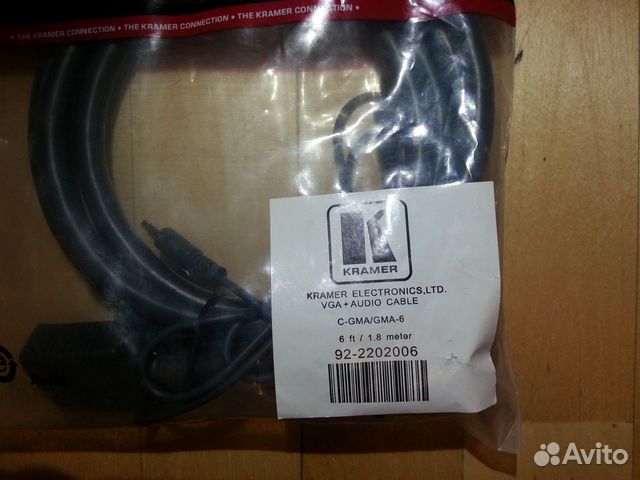 THE KRAMER CONNECTION • THE KRAMER CONNECTION • THE KRAMER CONNECTION •
K
KRAMER
KRAMER ELECTRONICS,LTD.
VGA+AUDIO CABLE
C-GMA/GMA-6
6 ft / 1.8 meter
92-2202006
RoHS
Avito